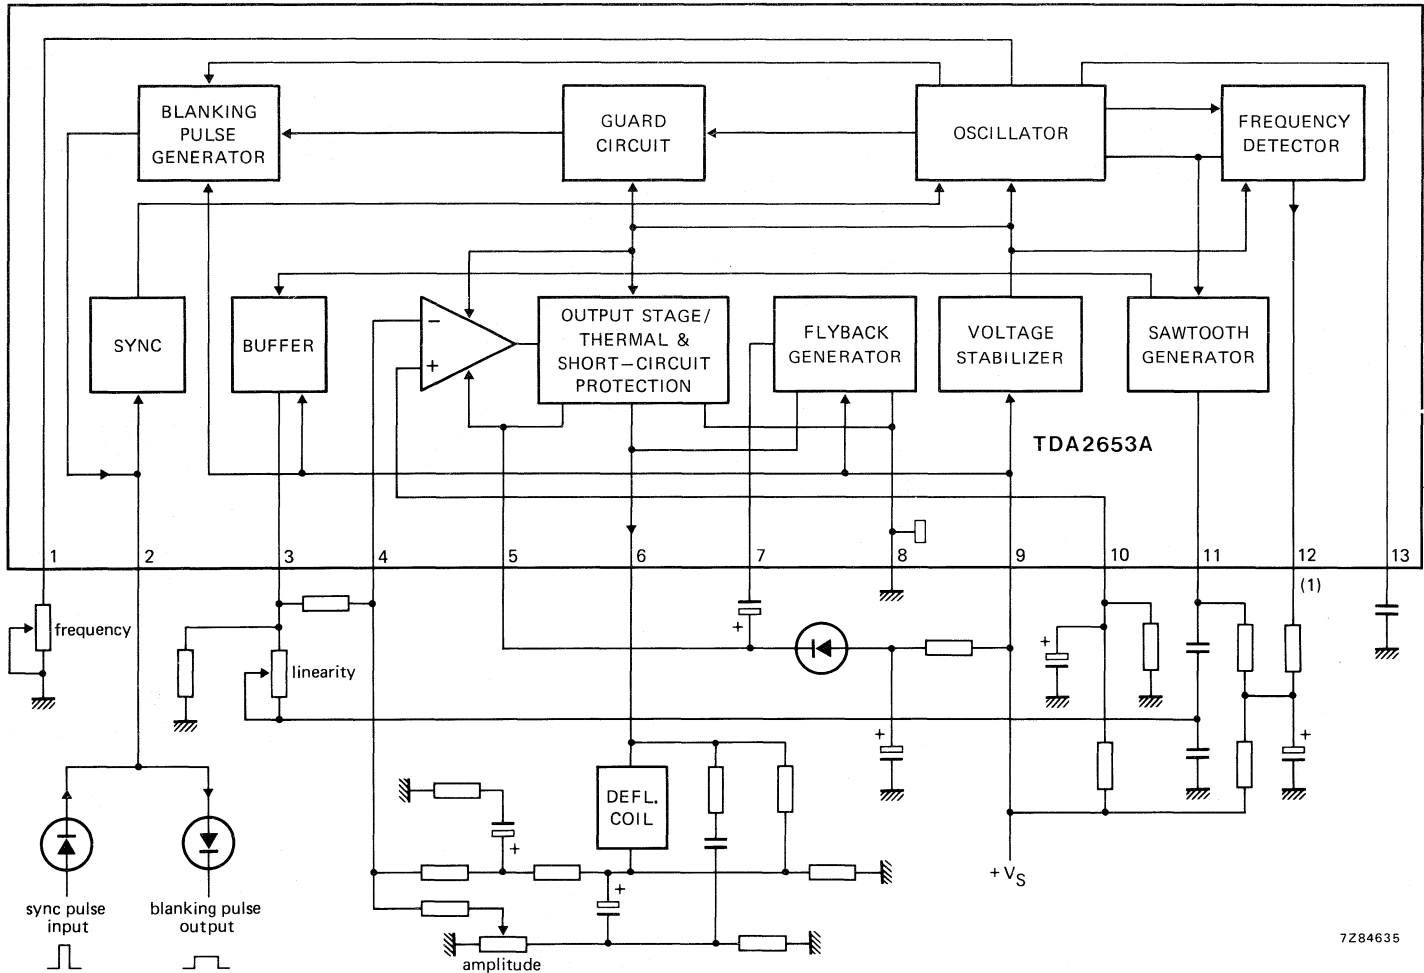 BLANKING
PULSE
GENERATOR
GUARD
CIRCUIT
OSCILLATOR
FREQUENCY
DETECTOR
SYNC
BUFFER
−
+
OUTPUT STAGE/
THERMAL &
SHORT−CIRCUIT
PROTECTION
FLYBACK
GENERATOR
VOLTAGE
STABILIZER
SAWTOOTH
GENERATOR
TDA2653A
1 2 3 4 5 6 7 8 9 10 11 12 13
(1)
frequency
linearity
+
+
+
+
DEFL.
COIL
+
+
+VS
sync pulse
input
blanking pulse
output
amplitude
7Z84635